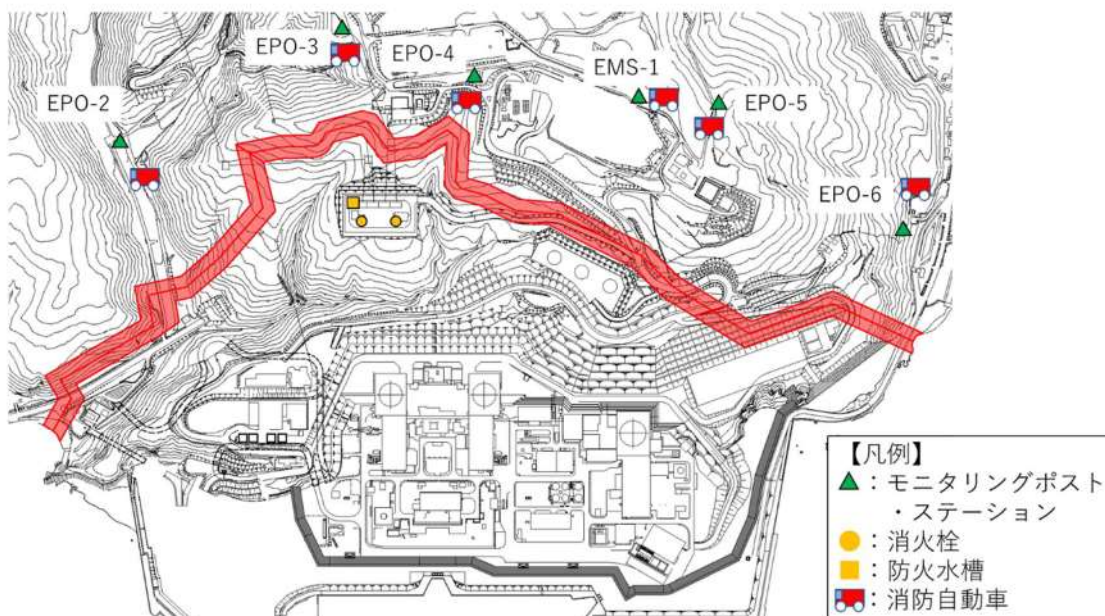 EPO-3
EPO-4
EMS-1
EPO-2
EPO-5
EPO-6
【凡例】
：モニタリングポスト
・ステーション
：消火栓
：防火水槽
：消防自動車